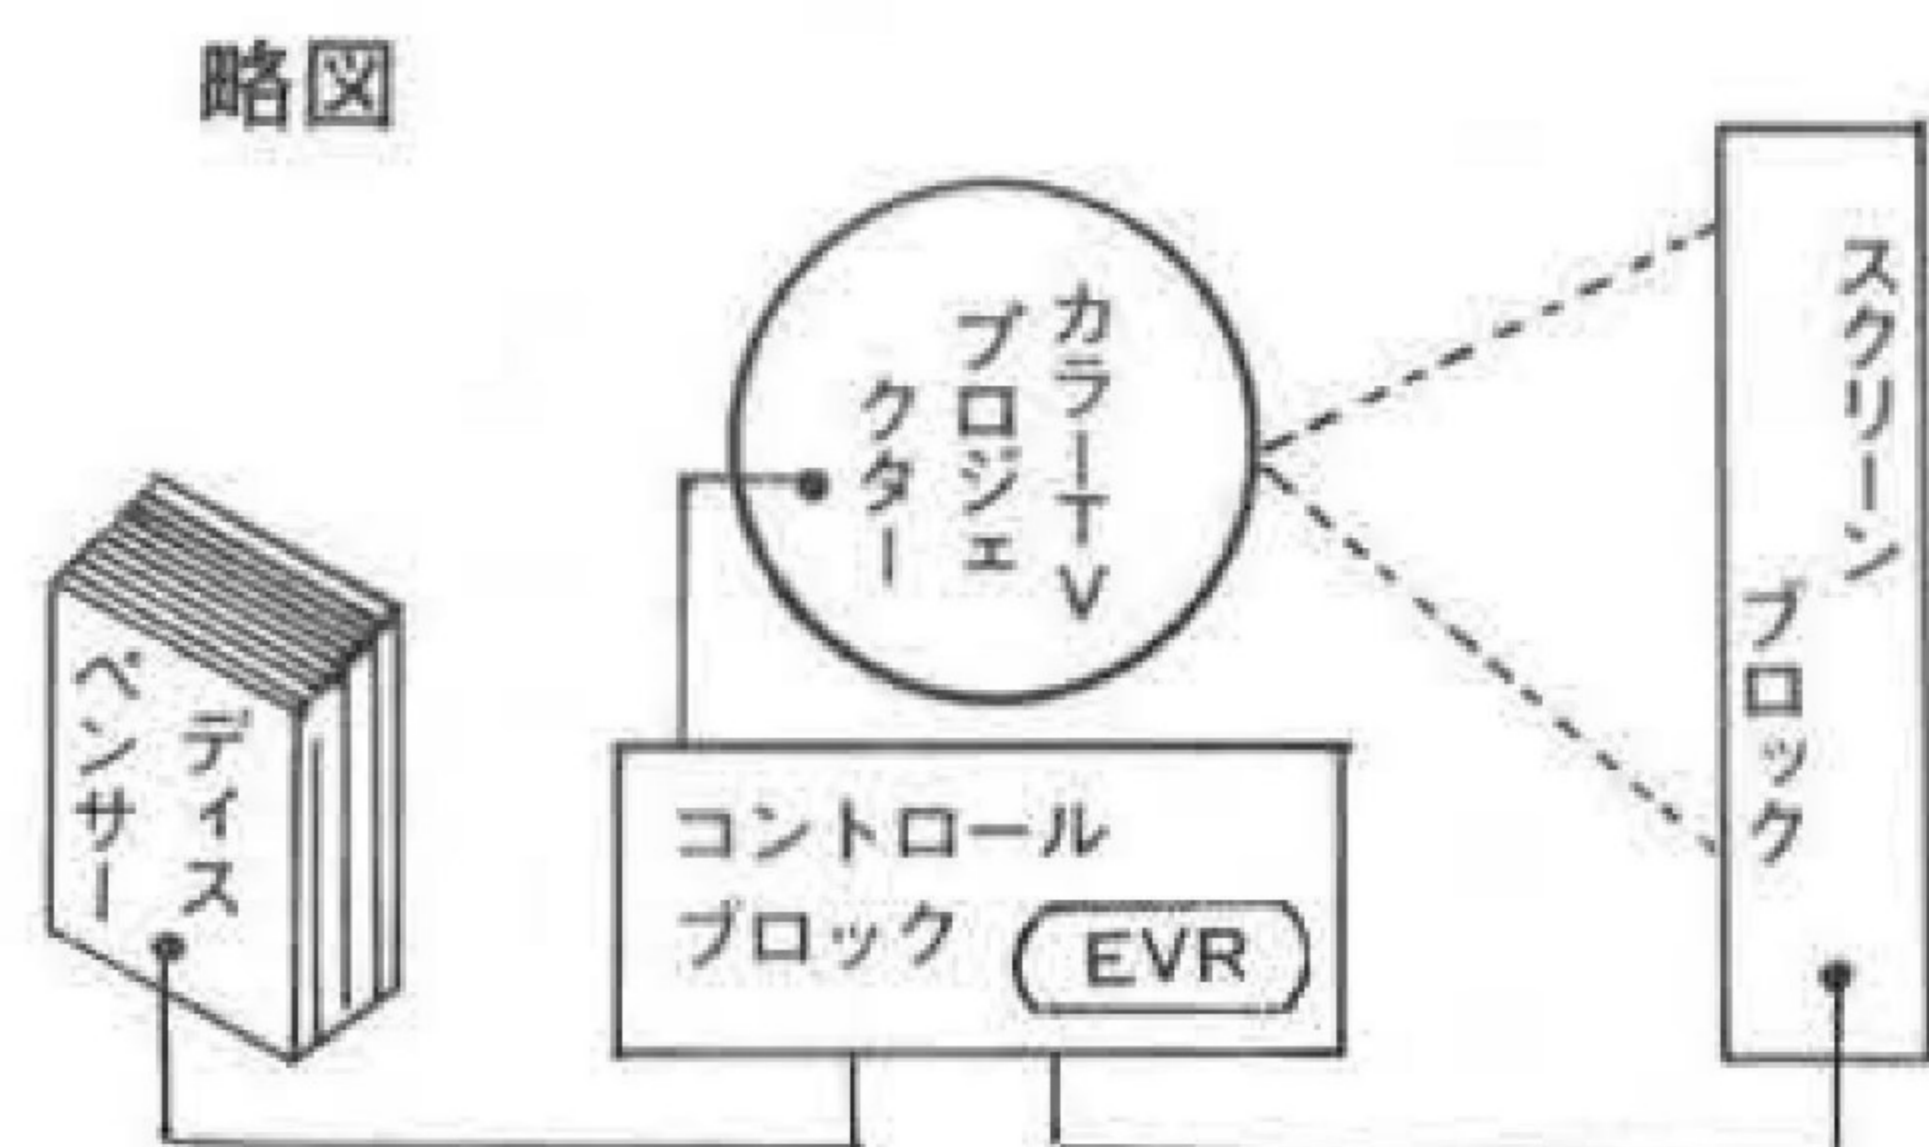 略図
カラーTV
プロジェ
クター
スクリーン
ブロック
ディス
ペンサー
コントロール
ブロック
EVR